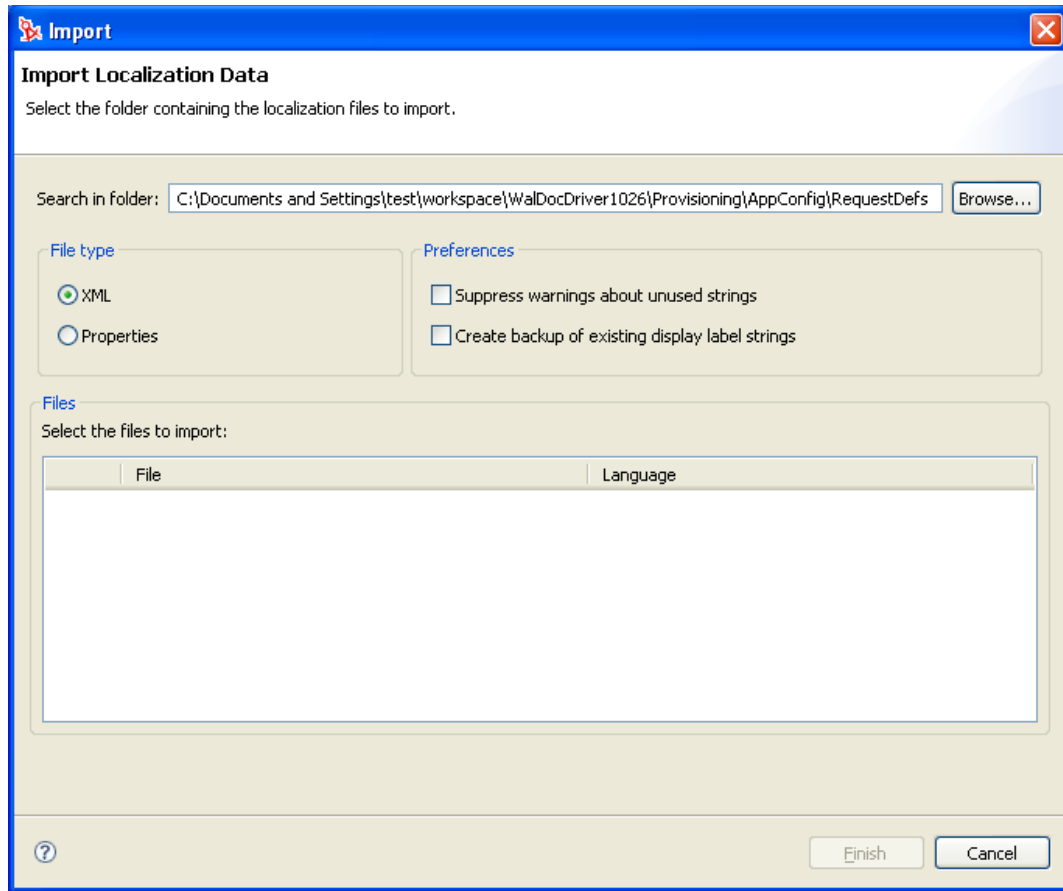 Import
Import Localization Data
Select the folder containing the localization files to import.
Search in folder: C:\Documents and Settings\test\workspace\WalDocDriver1026\Provisioning\AppConfig\RequestDefs Browse...
File type Preferences
XML Suppress warnings about unused strings
Properties Create backup of existing display label strings
Files
Select the files to import:
File Language
? Finish Cancel